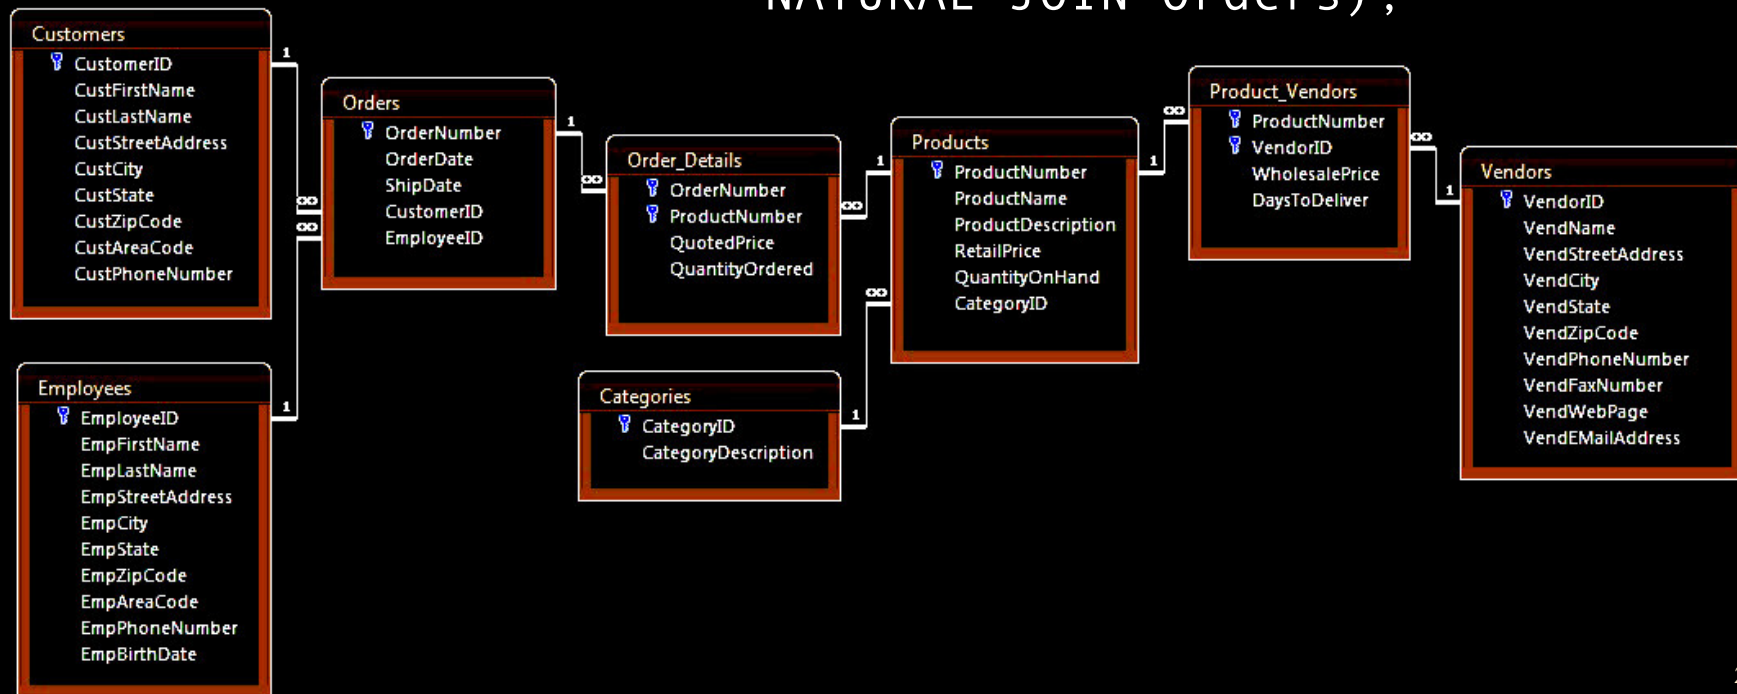 NATURAL JOIN Orders);
Customers
CustomerID
CustFirstName
CustLastName
CustStreetAddress
CustCity
CustState
CustZipCode
CustAreaCode
CustPhoneNumber
1
∞
∞
Employees
EmployeeID
EmpFirstName
EmpLastName
EmpStreetAddress
EmpCity
EmpState
EmpZipCode
EmpAreaCode
EmpPhoneNumber
EmpBirthDate
1
Orders
OrderNumber
OrderDate
ShipDate
CustomerID
EmployeeID
1
∞
Order_Details
OrderNumber
ProductNumber
QuotedPrice
QuantityOrdered
∞
1
Categories
CategoryID
CategoryDescription
1
∞
Products
ProductNumber
ProductName
ProductDescription
RetailPrice
QuantityOnHand
CategoryID
1
∞
Product_Vendors
ProductNumber
VendorID
WholesalePrice
DaysToDeliver
∞
1
Vendors
VendorID
VendName
VendStreetAddress
VendCity
VendState
VendZipCode
VendPhoneNumber
VendFaxNumber
VendWebPage
VendEMailAddress